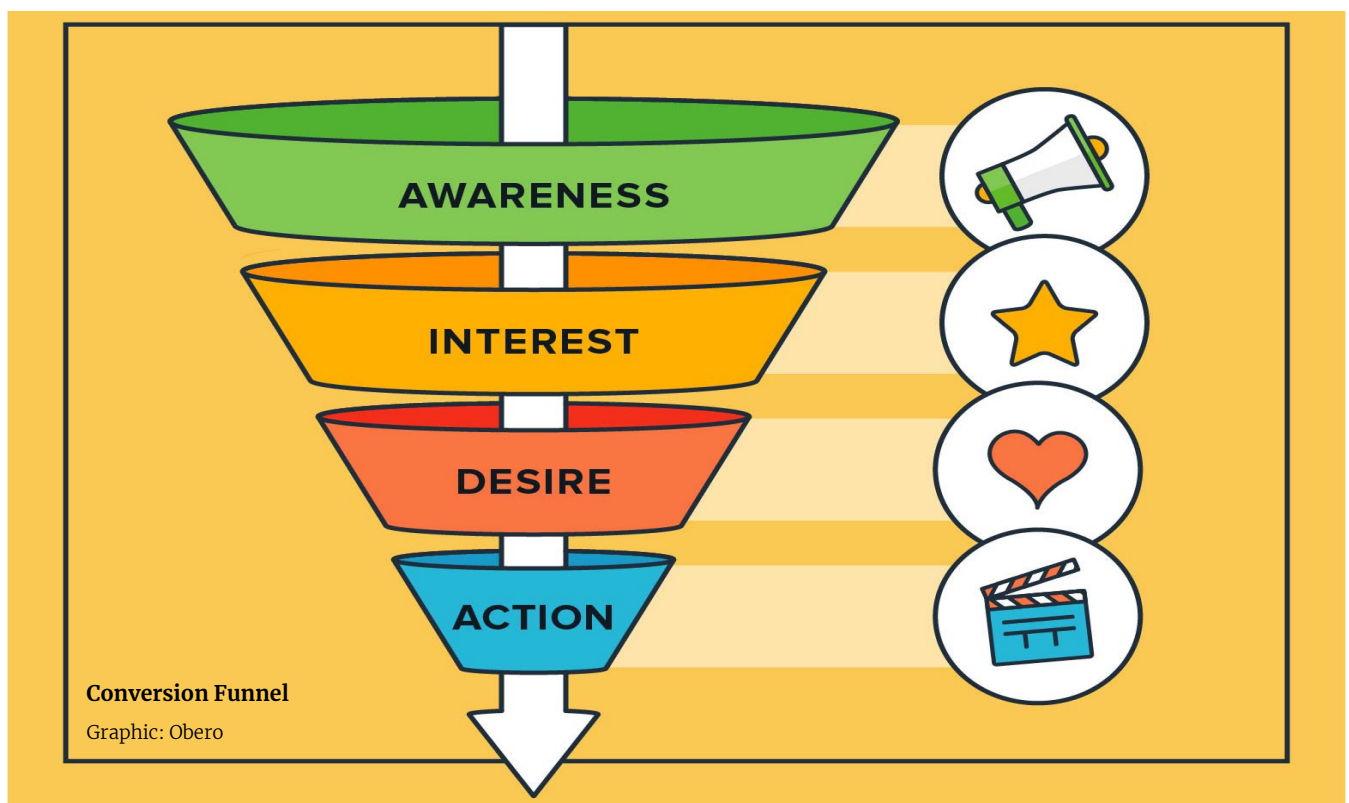 AWARENESS
INTEREST
DESIRE
ACTION
Conversion Funnel
Graphic: Obero